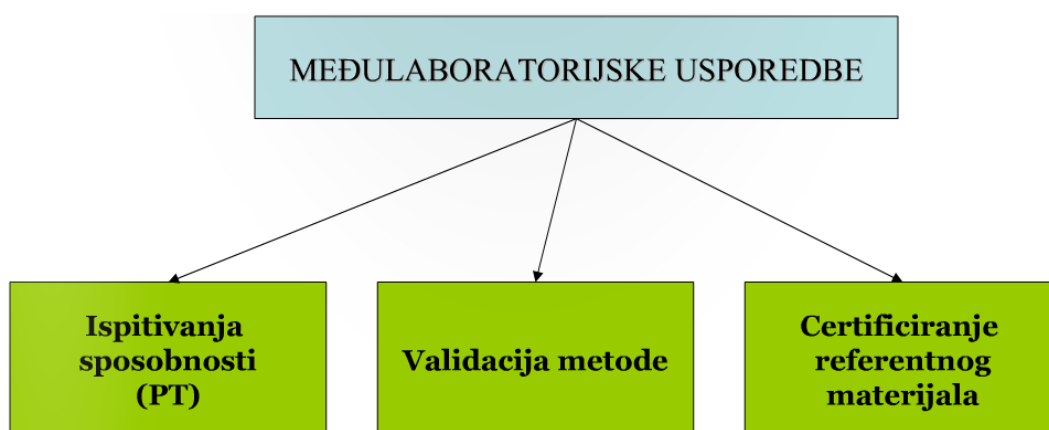 MEĐULABORATORIJSKE USPOREDBE
Ispitivanja
sposobnosti
(PT)
Validacija metode
Certificiranje
referentnog
materijala